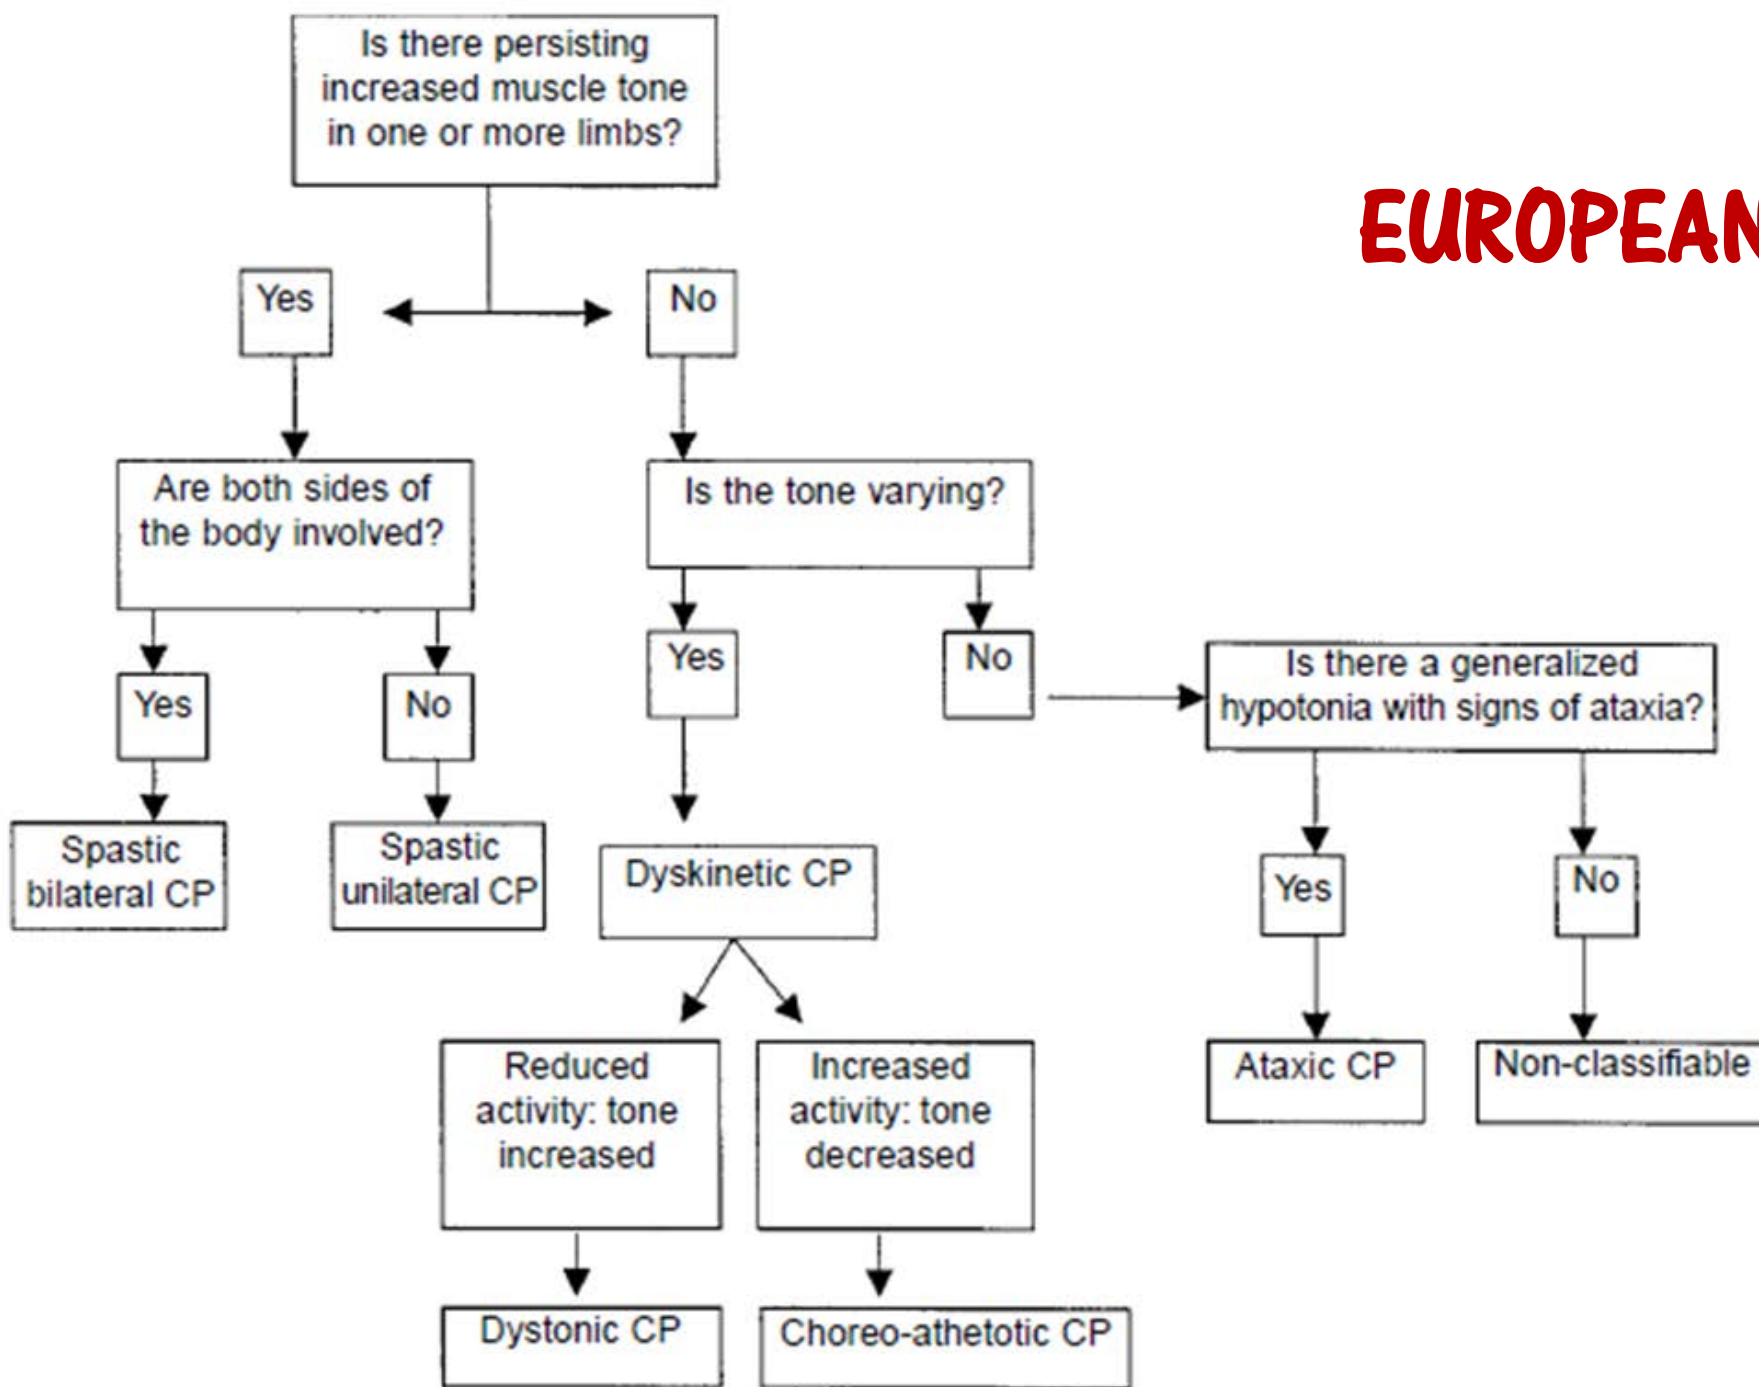 Is there persisting
increased muscle tone
in one or more limbs?
EUROPEAN
Yes
No
Are both sides of
the body involved?
Is the tone varying?
Yes
No
Yes
No
Is there a generalized
hypotonia with signs of ataxia?
Spastic
bilateral CP
Spastic
unilateral CP
Dyskinetic CP
Yes
No
Reduced
activity: tone
increased
Increased
activity: tone
decreased
Ataxic CP
Non-classifiable
Dystonic CP
Choreo-athetotic CP